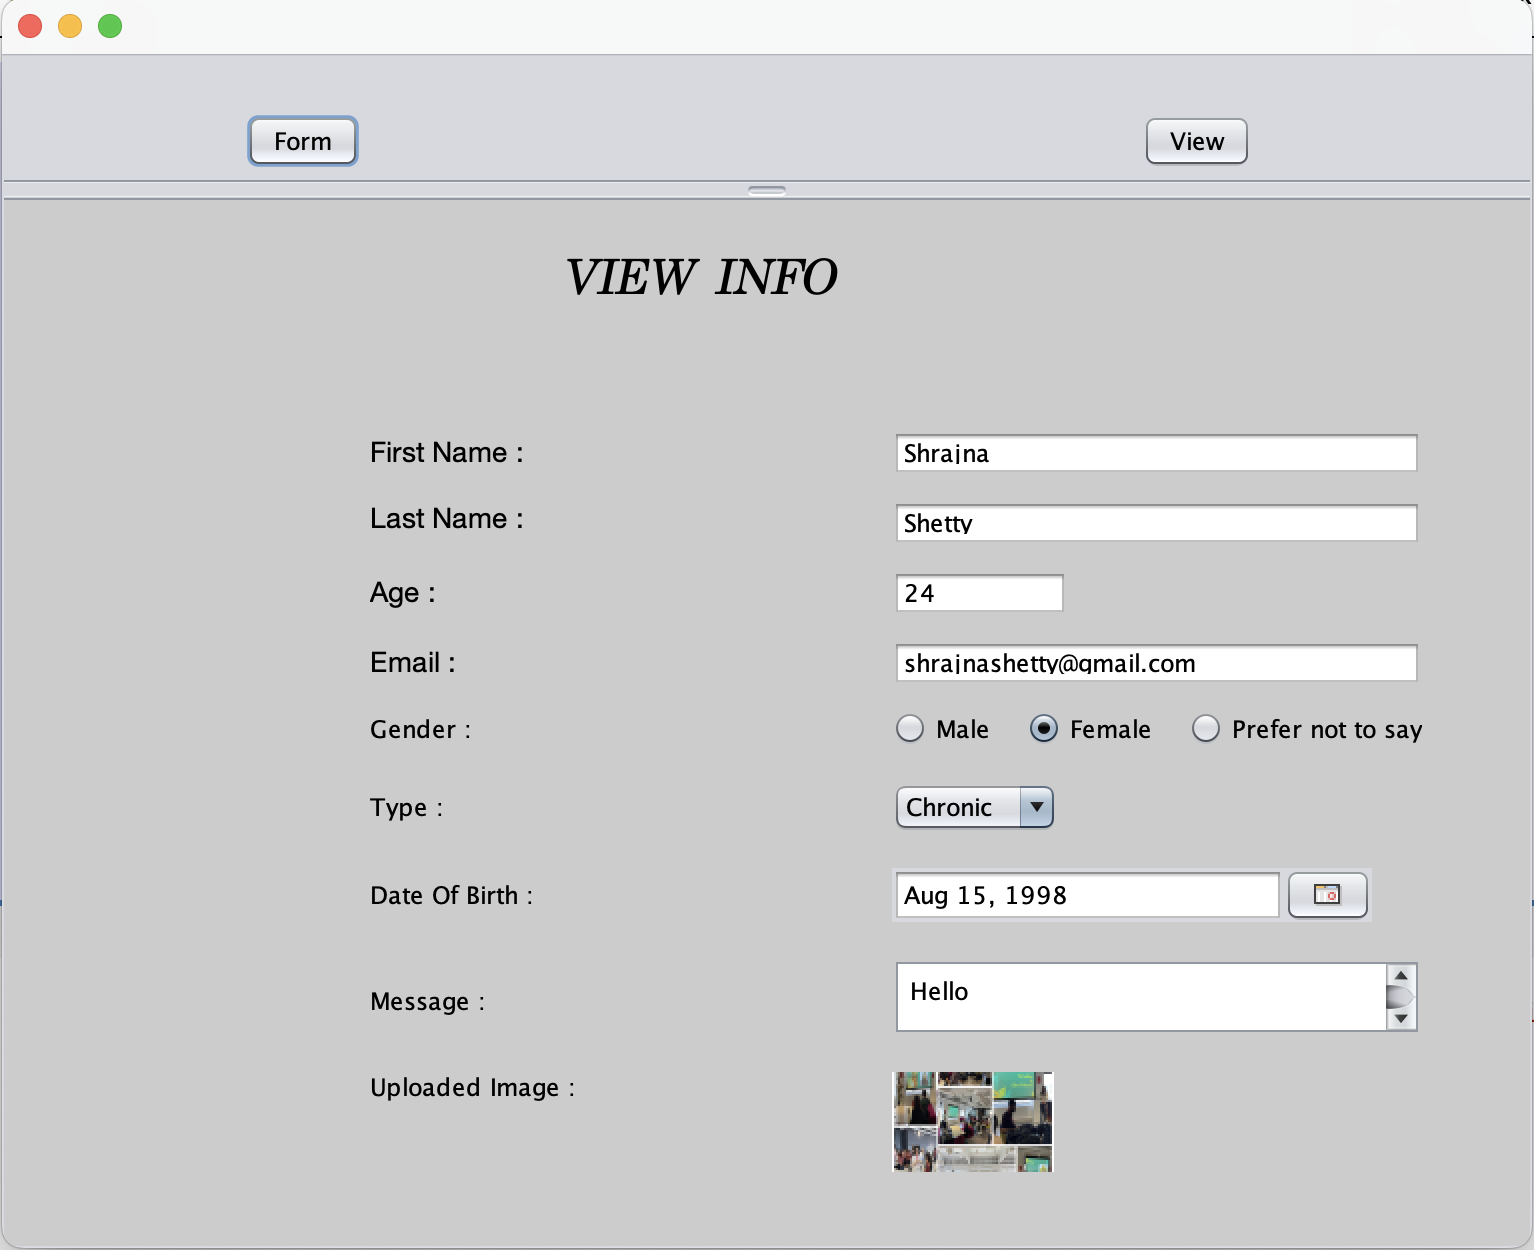 Form View
VIEW INFO
First Name : Shrajna
Last Name : Shetty
Age : 24
Email : shrajnashetty@gmail.com
Gender : Male Female Prefer not to say
Type : Chronic
Date Of Birth : Aug 15, 1998
Message : Hello
Uploaded Image :